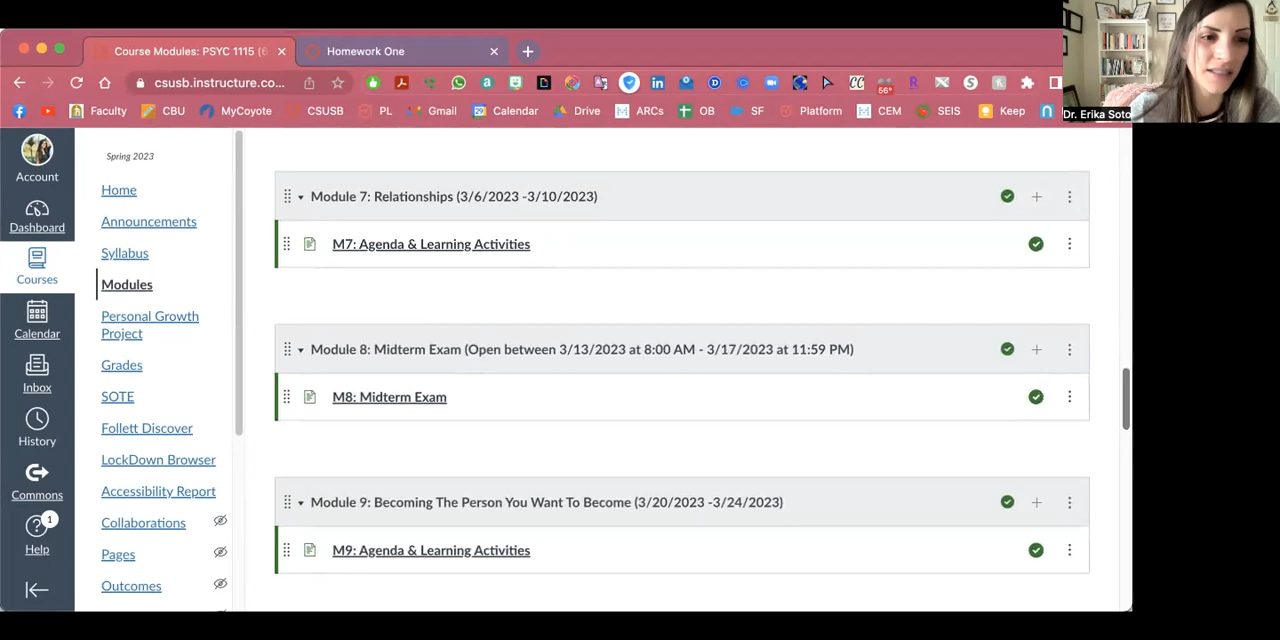 Course Modules: PSYC 1115 (6
Homework One
csusb.instructure.co...
66°
Faculty
CBU
MyCoyote
CSUSB
PL
Gmail
Calendar
Drive
ARCs
OB
SF
Platform
CEM
SEIS
Keep
Dr. Erika Soto
Account
Dashboard
Courses
Calendar
Inbox
History
Commons
1
Help
Spring 2023
Home
Announcements
Syllabus
Modules
Personal Growth
Project
Grades
SOTE
Follett Discover
LockDown Browser
Accessibility Report
Collaborations
Pages
Outcomes
Module 7: Relationships (3/6/2023 -3/10/2023)
M7: Agenda & Learning Activities
Module 8: Midterm Exam (Open between 3/13/2023 at 8:00 AM - 3/17/2023 at 11:59 PM)
M8: Midterm Exam
Module 9: Becoming The Person You Want To Become (3/20/2023 -3/24/2023)
M9: Agenda & Learning Activities